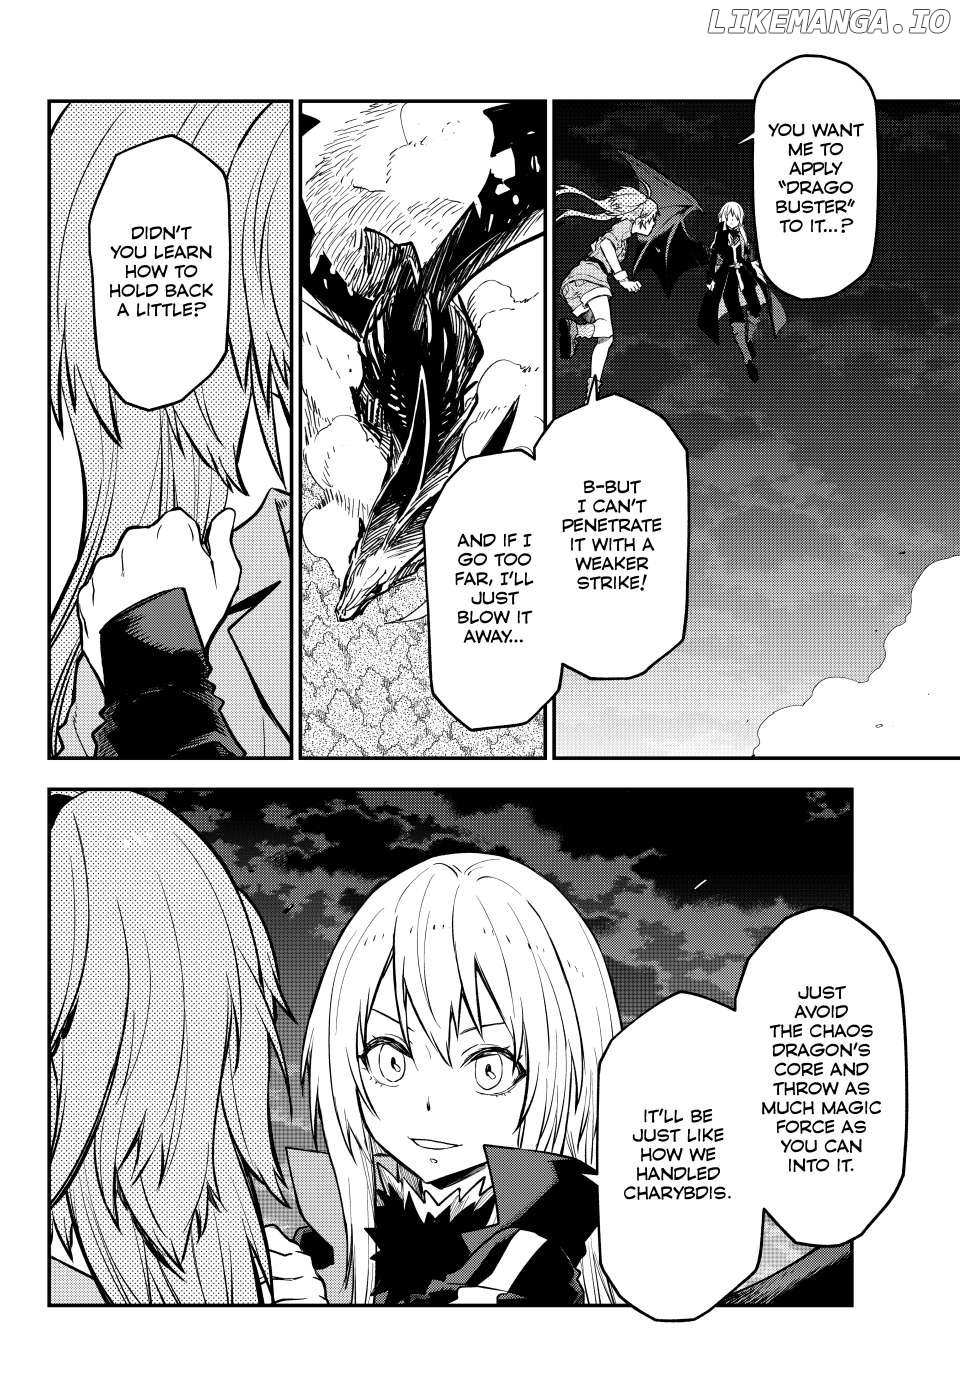 LIKEMANGA.IO
YOU WANT
ME TO
APPLY
"DRAGO
BUSTER"
TO IT...?
B-BUT
I CAN'T
PENETRATE
IT WITH A
WEAKER
STRIKE!
AND IF I
GO TOO
FAR, I'LL
JUST
BLOW IT
AWAY...
DIDN'T
YOU LEARN
HOW TO
HOLD BACK
A LITTLE?
JUST
AVOID
THE CHAOS
DRAGON'S
CORE AND
THROW AS
MUCH MAGIC
FORCE AS
YOU CAN
INTO IT.
IT'LL BE
JUST LIKE
HOW WE
HANDLED
CHARYBDIS.